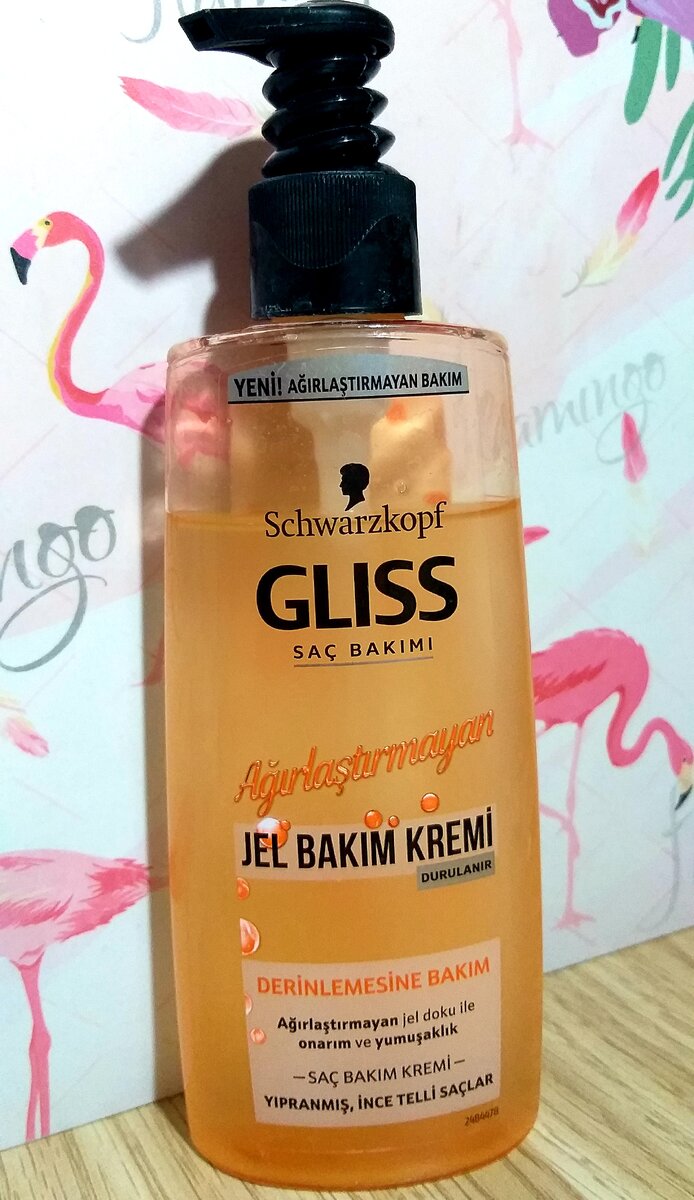 YENİ! AĞIRLAŞTIRMAYAN BAKIM
Schwarzkopf
GLISS
SAÇ BAKIMI
Ağırlaştırmayan
JEL BAKIM KREMİ
DURULANIR
DERİNLEMESİNE BAKIM
Ağırlaştırmayan jel doku ile
onarım ve yumuşaklık
—SAÇ BAKIM KREMİ—
YIPRANMIŞ, İNCE TELLİ SAÇLAR
2484478